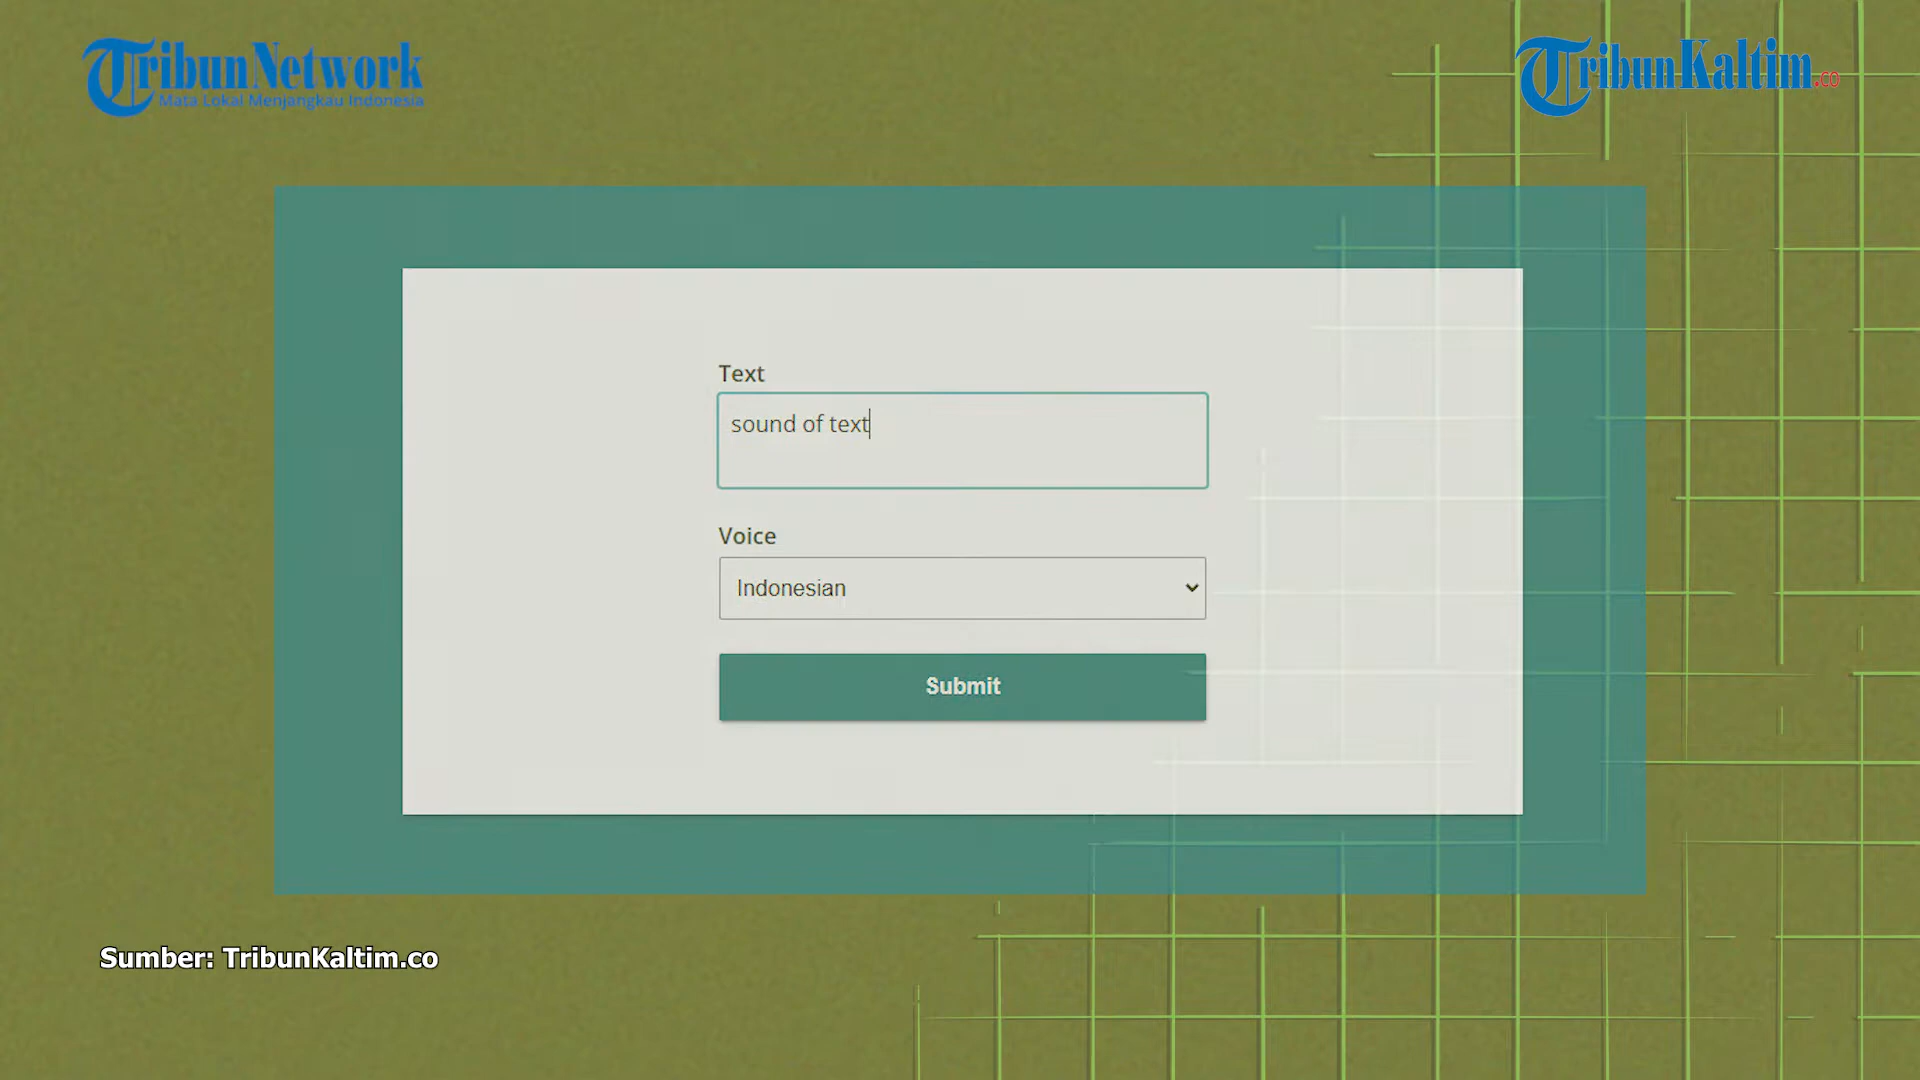 TribunNetwork
Mata Lokal Menjangkau Indonesia
TribunKaltim.co
Text
sound of text
Voice
Indonesian
Submit
Sumber: TribunKaltim.co